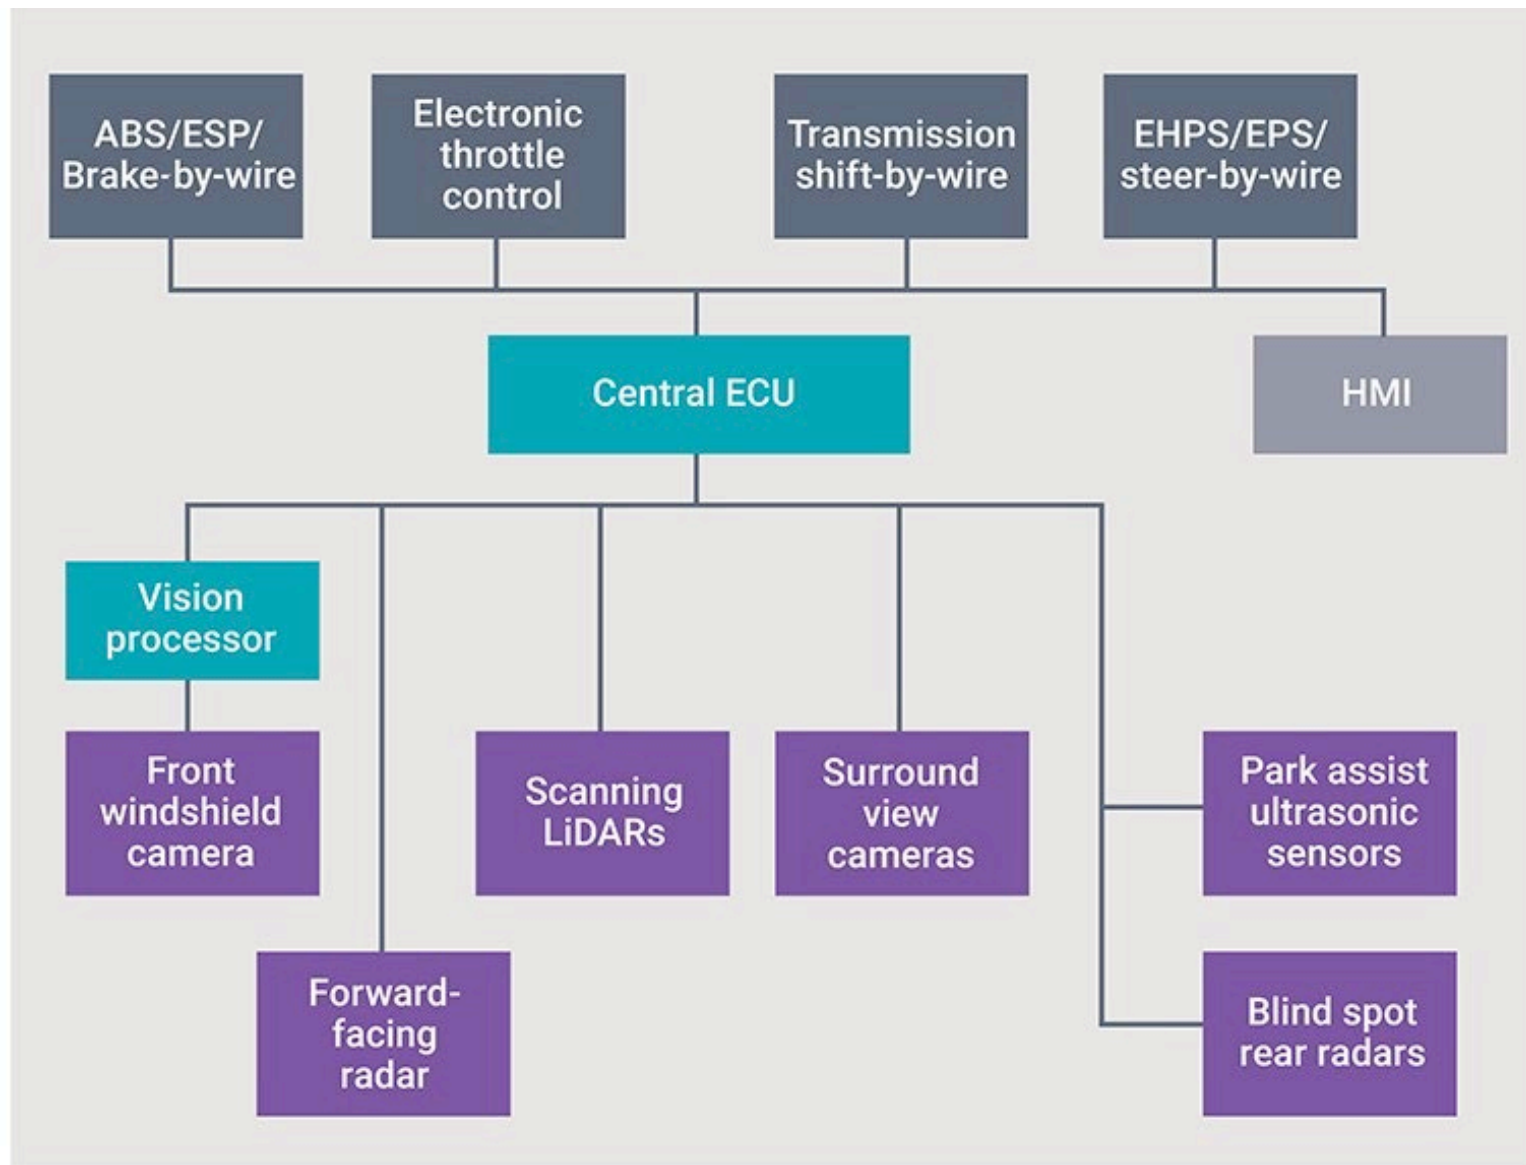 ABS/ESP/
Brake-by-wire
Electronic
throttle
control
Transmission
shift-by-wire
EHPS/EPS/
steer-by-wire
Central ECU
HMI
Vision
processor
Front
windshield
camera
Scanning
LiDARs
Surround
view
cameras
Park assist
ultrasonic
sensors
Forward-
facing
radar
Blind spot
rear radars